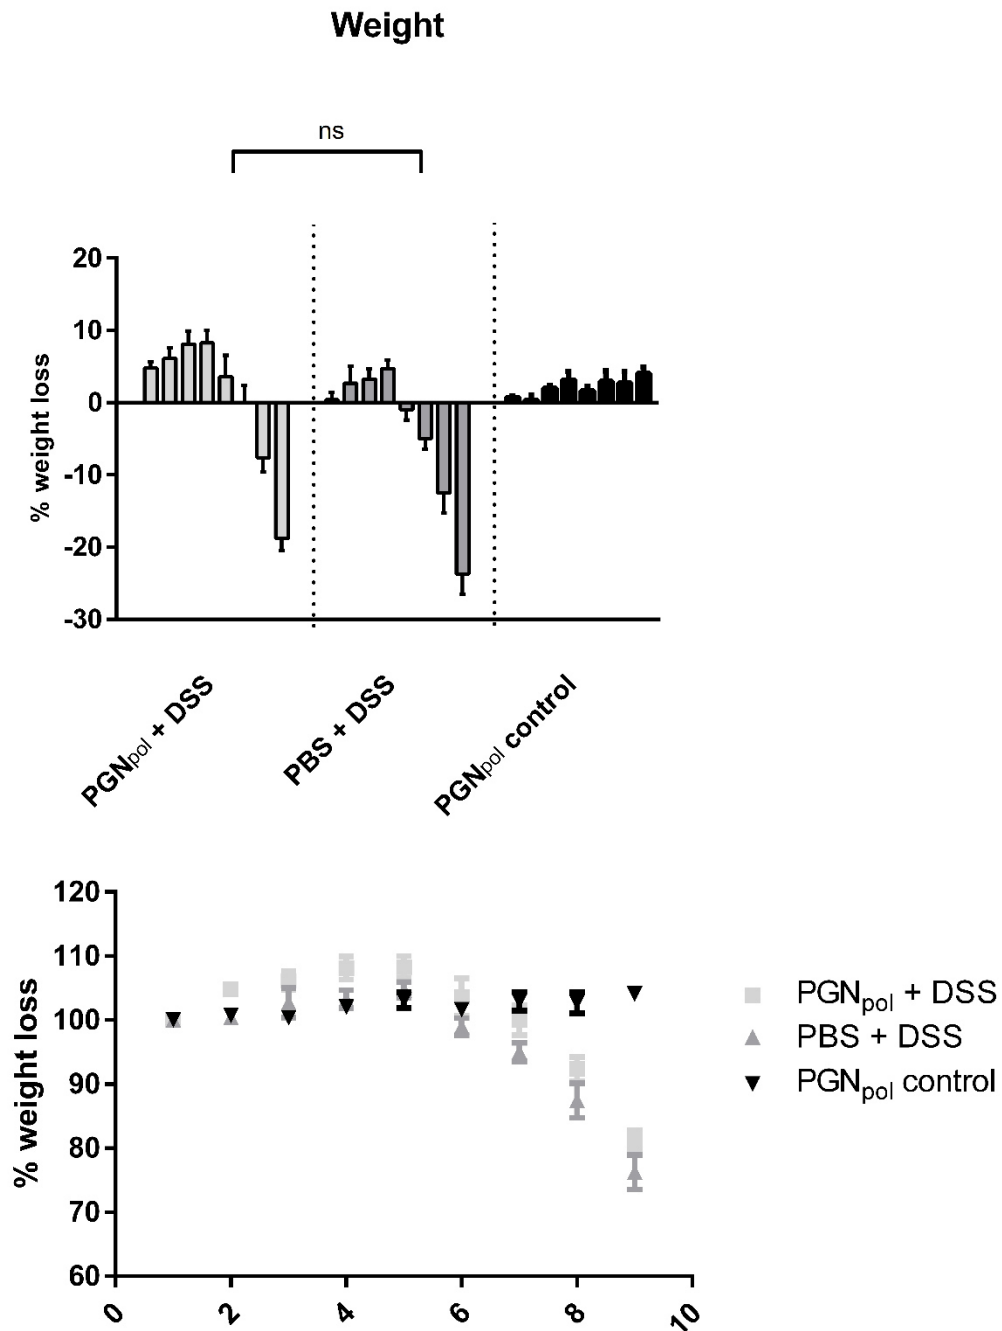 Weight
ns
20
10
0
-10
-20
-30
% weight loss
PGNpol + DSS
PBS + DSS
PGNpol control
120
110
100
90
80
70
60
% weight loss
0 2 4 6 8 10
PGNpol + DSS
PBS + DSS
PGNpol control